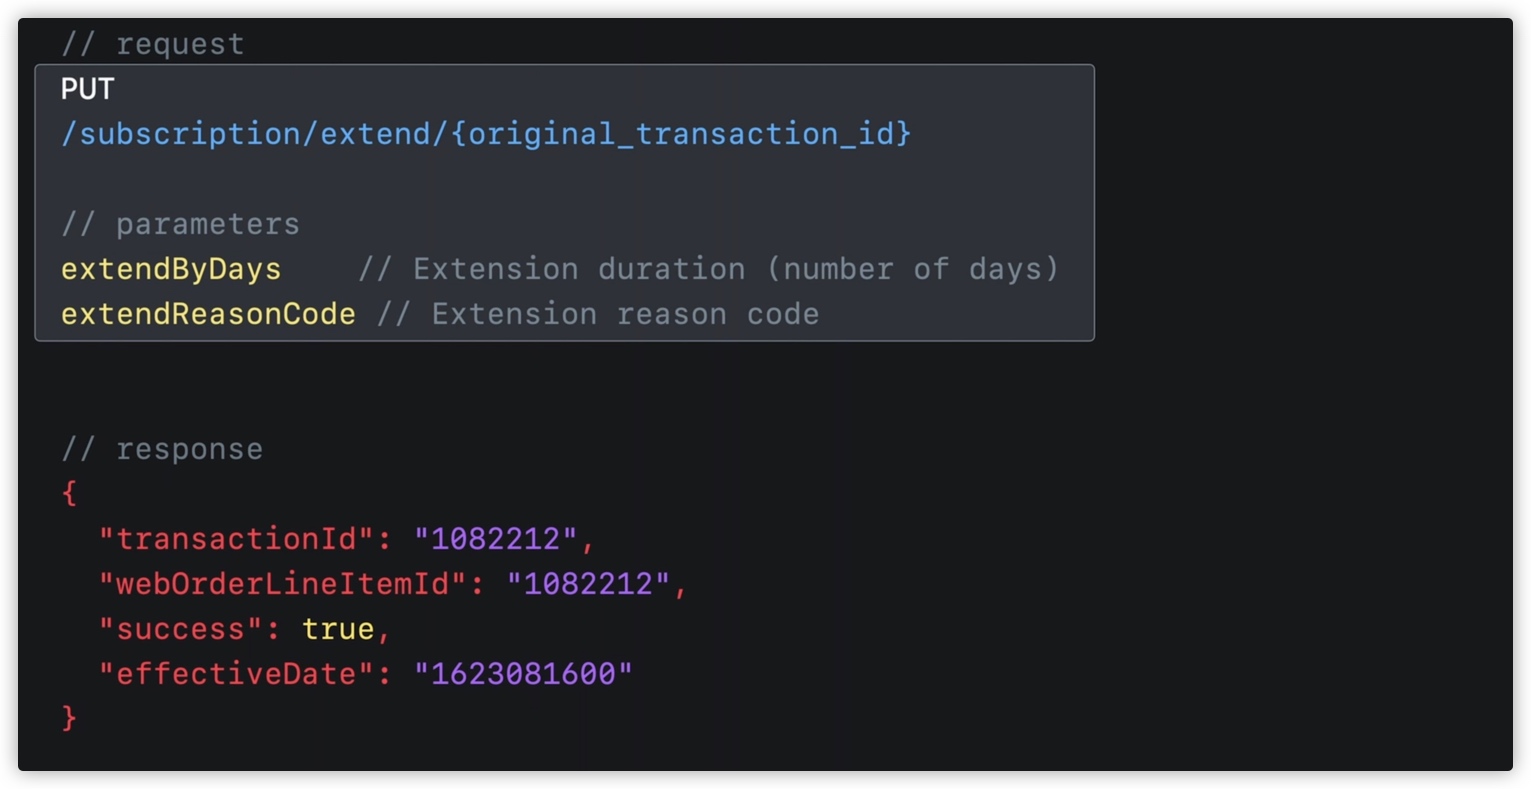 // request
PUT
/subscription/extend/{original_transaction_id}
// parameters
extendByDays // Extension duration (number of days)
extendReasonCode // Extension reason code
// response
{
"transactionId": "1082212",
"webOrderLineItemId": "1082212",
"success": true,
"effectiveDate": "1623081600"
}